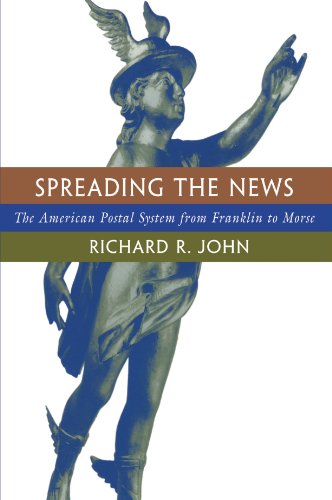 SPREADING THE NEWS
The American Postal System from Franklin to Morse
RICHARD R. JOHN